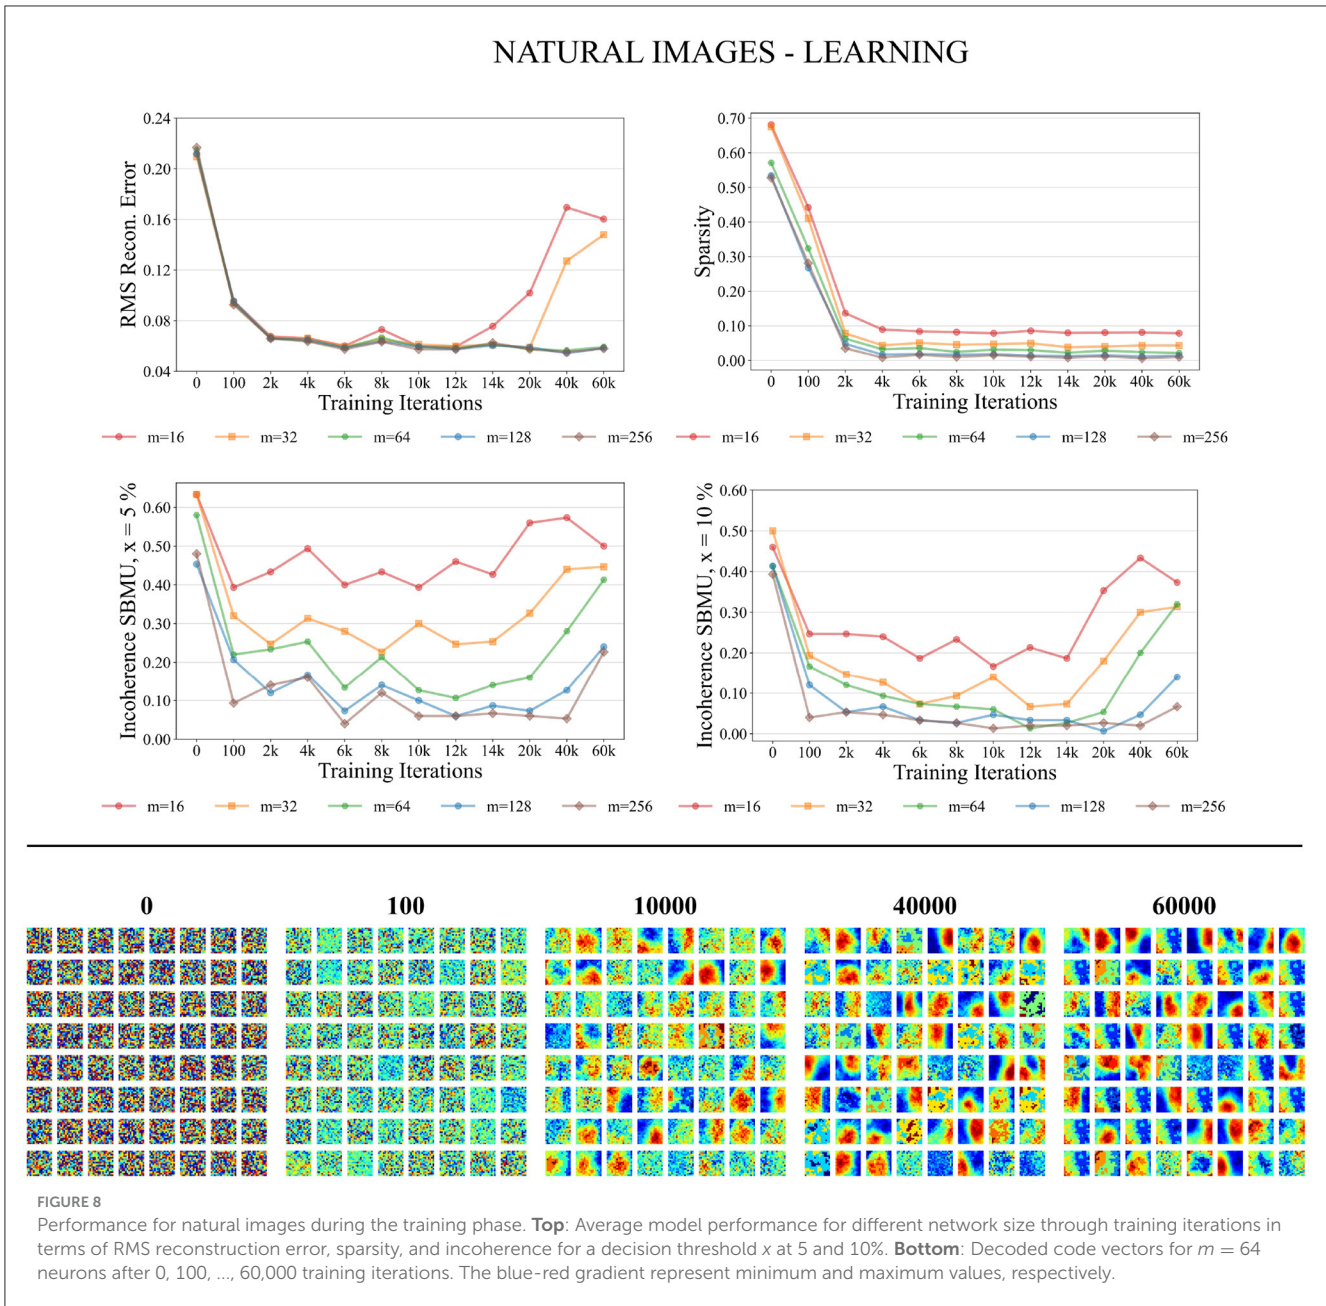 NATURAL IMAGES - LEARNING
RMS Recon. Error
0.24
0.20
0.16
0.12
0.08
0.04
0 100 2k 4k 6k 8k 10k 12k 14k 20k 40k 60k
Training Iterations
m=16 m=32 m=64 m=128 m=256
Sparsity
0.70
0.60
0.50
0.40
0.30
0.20
0.10
0.00
0 100 2k 4k 6k 8k 10k 12k 14k 20k 40k 60k
Training Iterations
m=16 m=32 m=64 m=128 m=256
Incoherence SBMU, x = 5 %
0.60
0.50
0.40
0.30
0.20
0.10
0.00
0 100 2k 4k 6k 8k 10k 12k 14k 20k 40k 60k
Training Iterations
m=16 m=32 m=64 m=128 m=256
Incoherence SBMU, x = 10 %
0.60
0.50
0.40
0.30
0.20
0.10
0.00
0 100 2k 4k 6k 8k 10k 12k 14k 20k 40k 60k
Training Iterations
m=16 m=32 m=64 m=128 m=256
0 100 10000 40000 60000
FIGURE 8
Performance for natural images during the training phase. Top: Average model performance for different network size through training iterations in
terms of RMS reconstruction error, sparsity, and incoherence for a decision threshold x at 5 and 10%. Bottom: Decoded code vectors for m = 64
neurons after 0, 100, ..., 60,000 training iterations. The blue-red gradient represent minimum and maximum values, respectively.